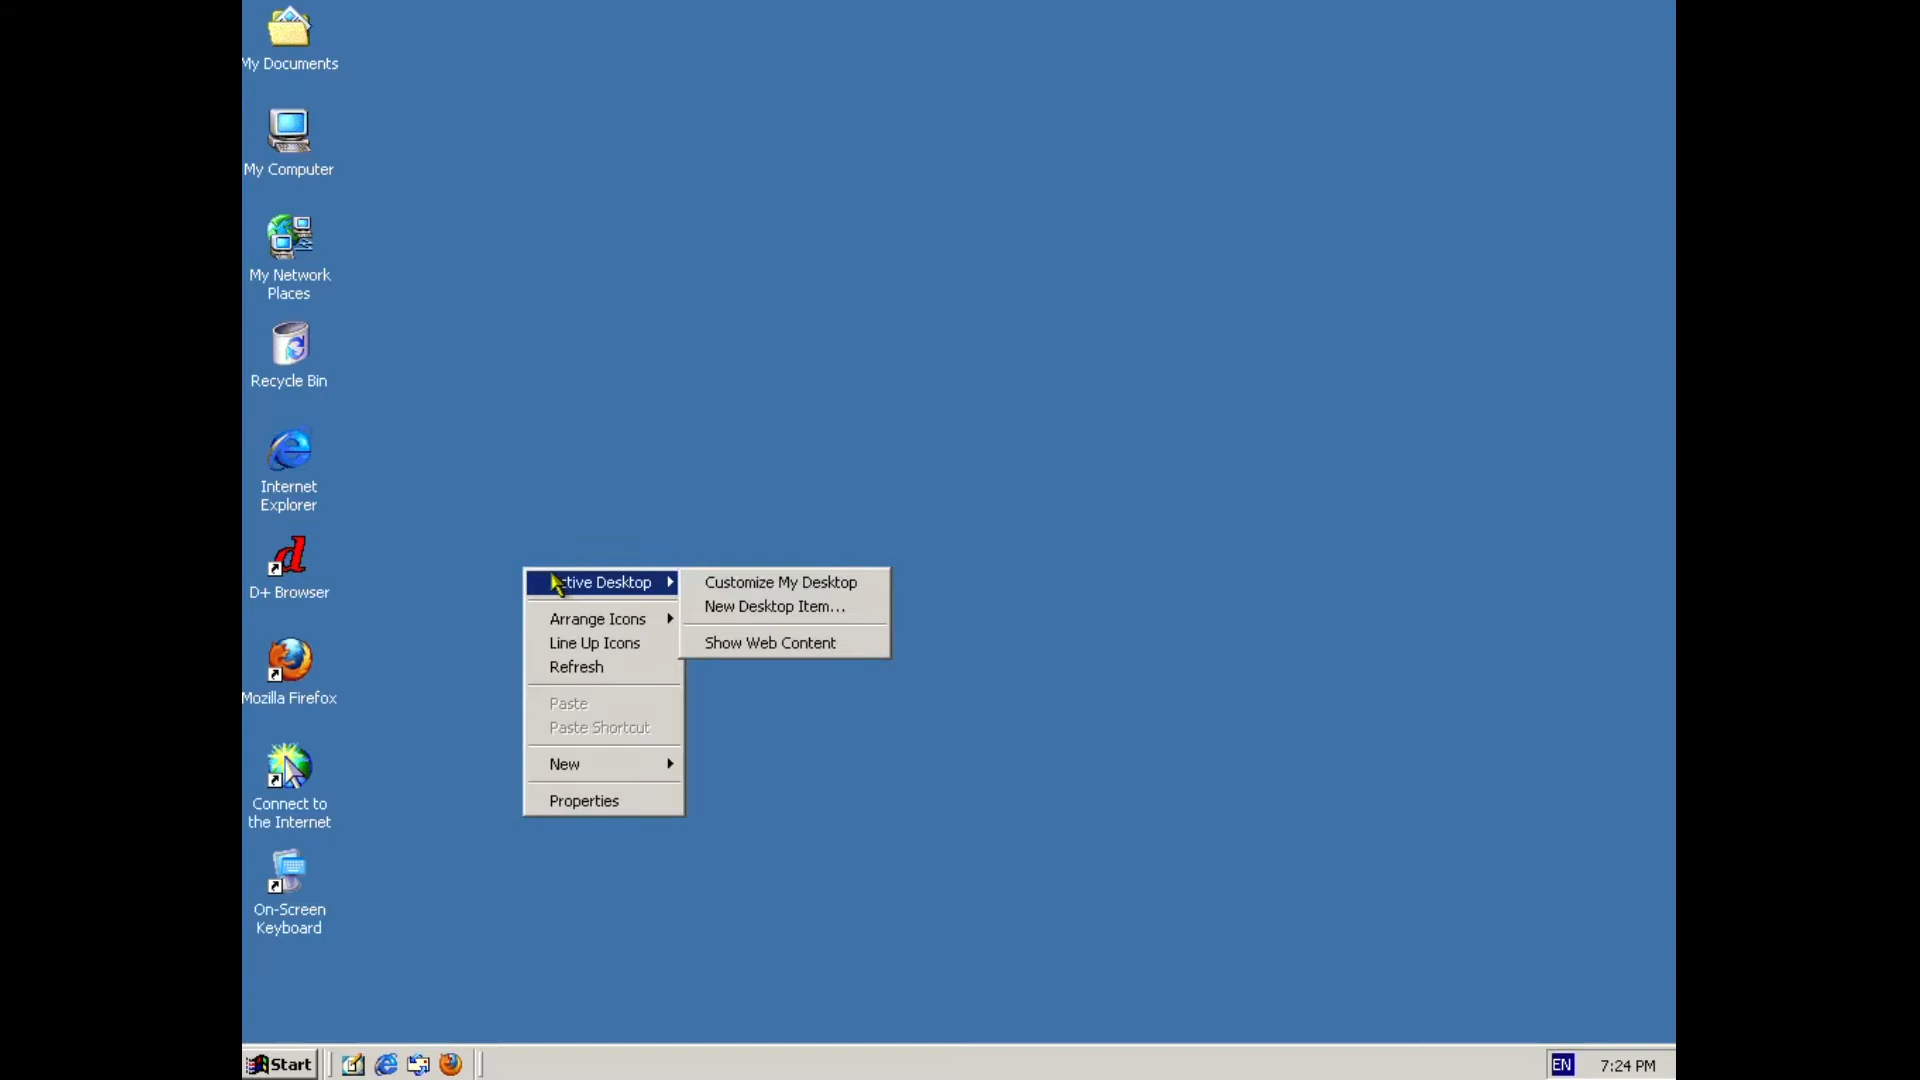 My Documents
My Computer
My Network
Places
Recycle Bin
Internet
Explorer
D+ Browser
Mozilla Firefox
Connect to
the Internet
On-Screen
Keyboard
ctive Desktop
Arrange Icons
Line Up Icons
Refresh
Paste
Paste Shortcut
New
Properties
Customize My Desktop
New Desktop Item...
Show Web Content
Start
EN
7:24 PM